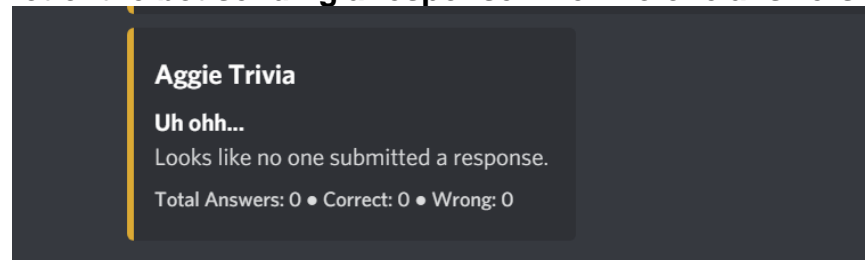 Aggie Trivia
Uh ohh...
Looks like no one submitted a response.
Total Answers: 0 ● Correct: 0 ● Wrong: 0